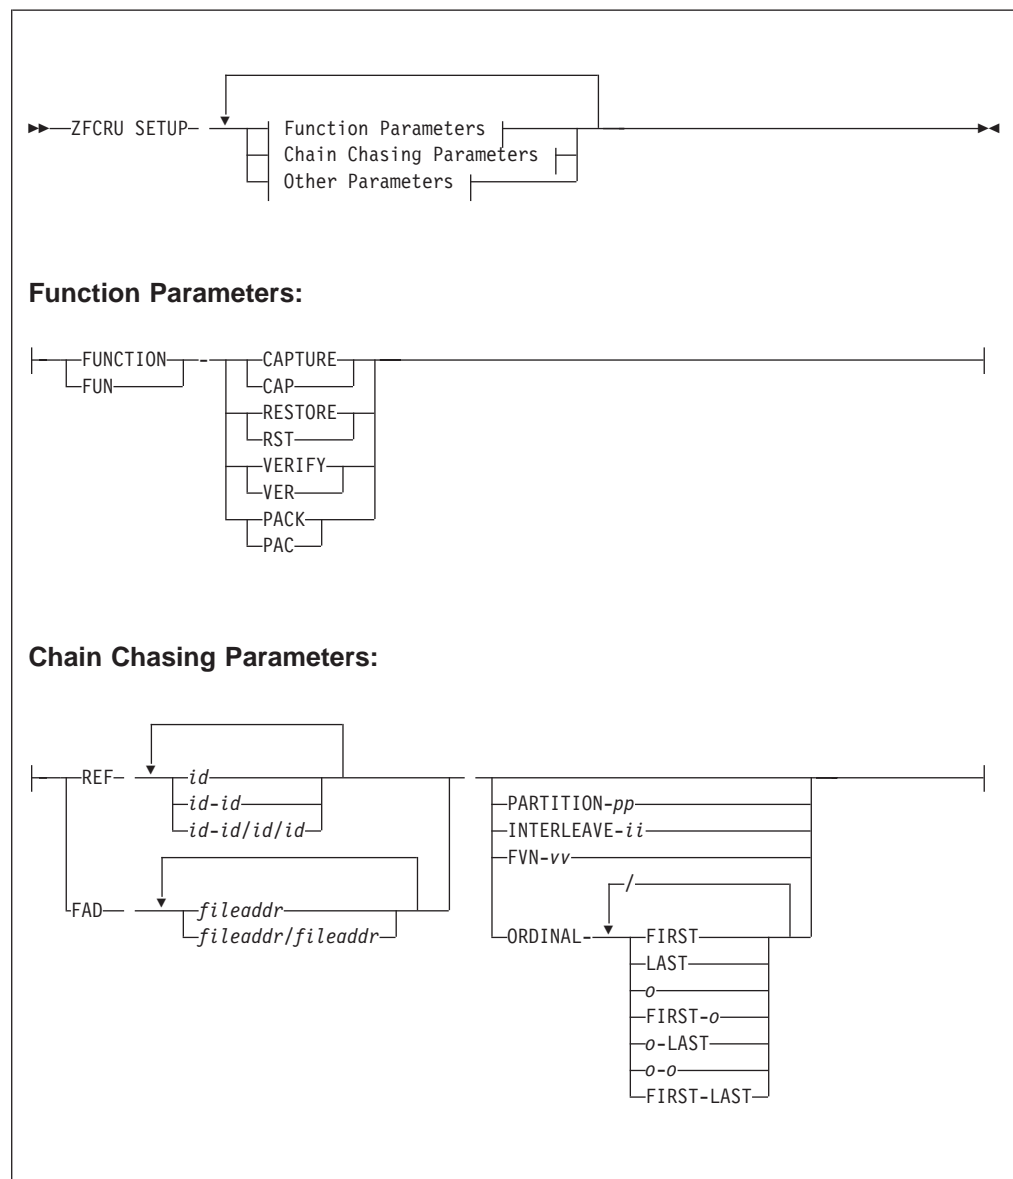 ZFCRU SETUP
Function Parameters
Chain Chasing Parameters
Other Parameters
Function Parameters:
FUNCTION - CAPTURE
FUN CAP
RESTORE
RST
VERIFY
VER
PACK
PAC
Chain Chasing Parameters:
REF id
id-id PARTITION-pp
id-id/id/id INTERLEAVE-ii
FVN-vv
/
FAD fileaddr ORDINAL- FIRST
fileaddr/fileaddr LAST
o
FIRST-o
o-LAST
o-o
FIRST-LAST